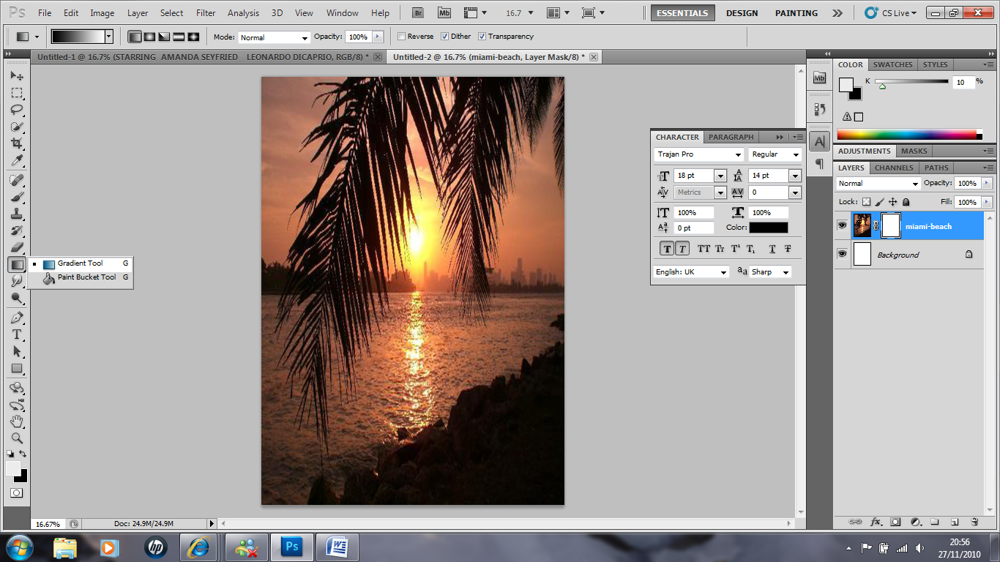 Ps File Edit Image Layer Select Filter Analysis 3D View Window Help Br Mb 16.7 ESSENTIALS DESIGN PAINTING CS Live
Mode: Normal Opacity: 100% Reverse Dither Transparency
Untitled-1 @ 16.7% (STARRING AMANDA SEYFRIED LEONARDO DICAPRIO, RGB/8) * Untitled-2 @ 16.7% (miami-beach, Layer Mask/8) *
Gradient Tool G
Paint Bucket Tool G
T
CHARACTER PARAGRAPH
Trajan Pro Regular
18 pt 14 pt
Metrics 0
100% 100%
0 pt Color:
T T TT Tr T¹ T₁ T T
English: UK aa Sharp
Mb
A
COLOR SWATCHES STYLES
K 10 %
ADJUSTMENTS MASKS
LAYERS CHANNELS PATHS
Normal Opacity: 100%
Lock: Fill: 100%
miami-beach
Background
fx
16.67% Doc: 24.9M/24.9M
hp Ps W
20:56
27/11/2010